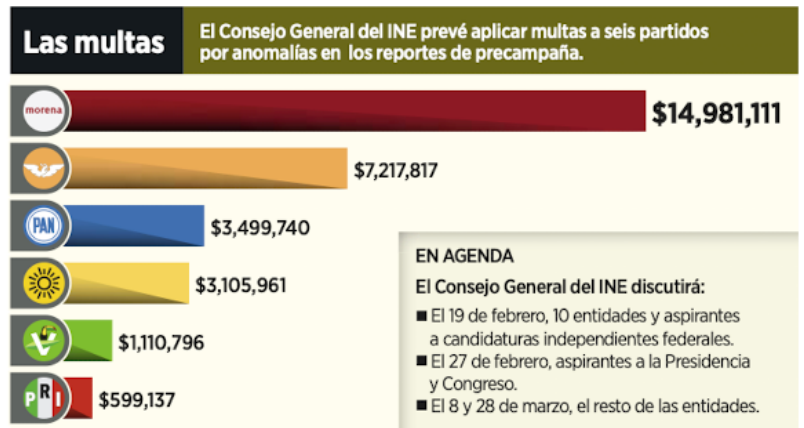 Las multas
El Consejo General del INE prevé aplicar multas a seis partidos
por anomalías en los reportes de precampaña.
morena
$14,981,111
$7,217,817
PAN
$3,499,740
$3,105,961
V
$1,110,796
PRI
$599,137
EN AGENDA
El Consejo General del INE discutirá:
■ El 19 de febrero, 10 entidades y aspirantes
a candidaturas independientes federales.
■ El 27 de febrero, aspirantes a la Presidencia
y Congreso.
■ El 8 y 28 de marzo, el resto de las entidades.